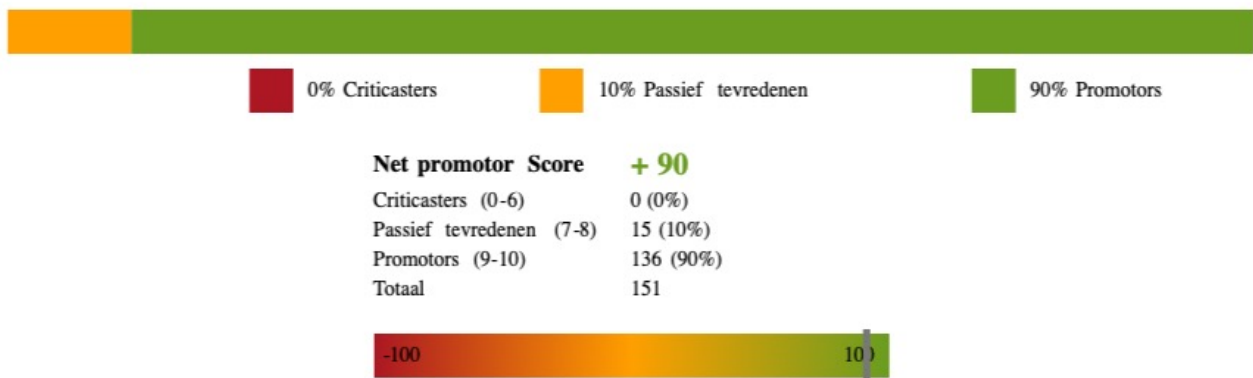 0% Criticasters 10% Passief tevredenen 90% Promotors
Net promotor Score + 90
Criticasters (0-6) 0 (0%)
Passief tevredenen (7-8) 15 (10%)
Promotors (9-10) 136 (90%)
Totaal 151
-100 100